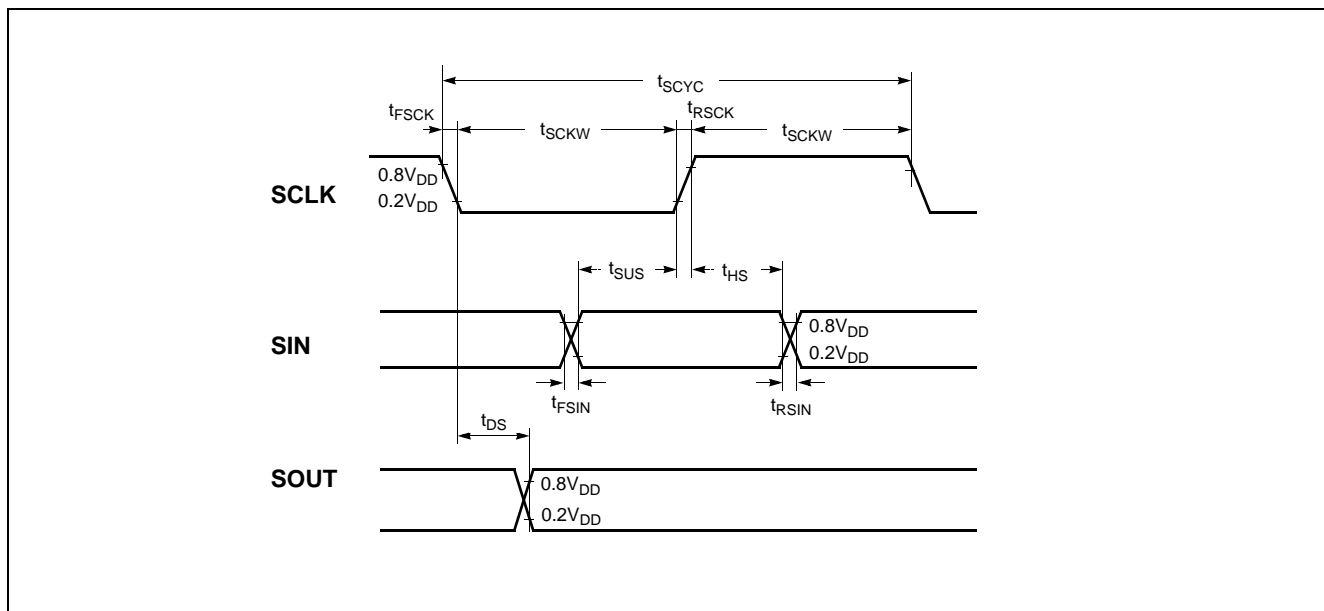 tSCYC
tFSCK tRSCK
tSCKW tSCKW
0.8VDD
SCLK
0.2VDD
tSUS tHS
0.8VDD
SIN
0.2VDD
tFSIN tRSIN
tDS
SOUT
0.8VDD
0.2VDD